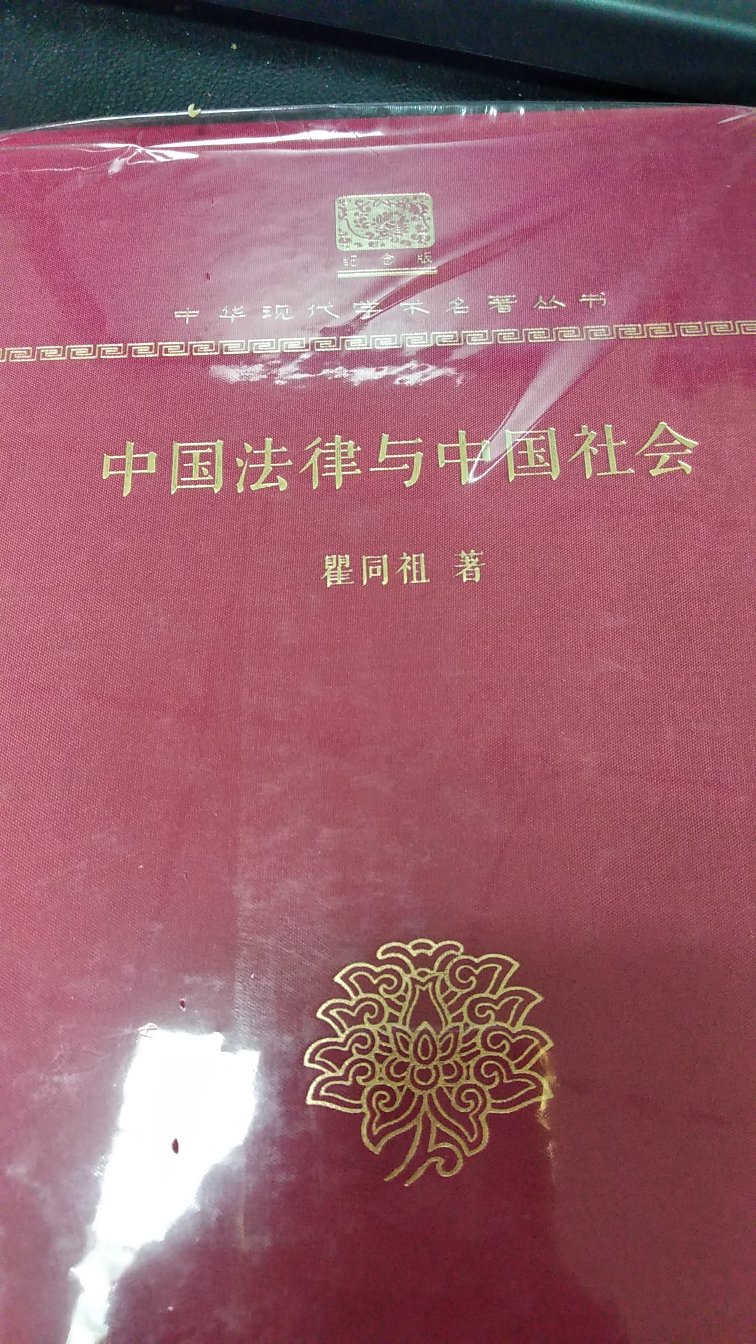 纪念版
中华现代学术名著丛书
中国法律与中国社会
瞿同祖 著